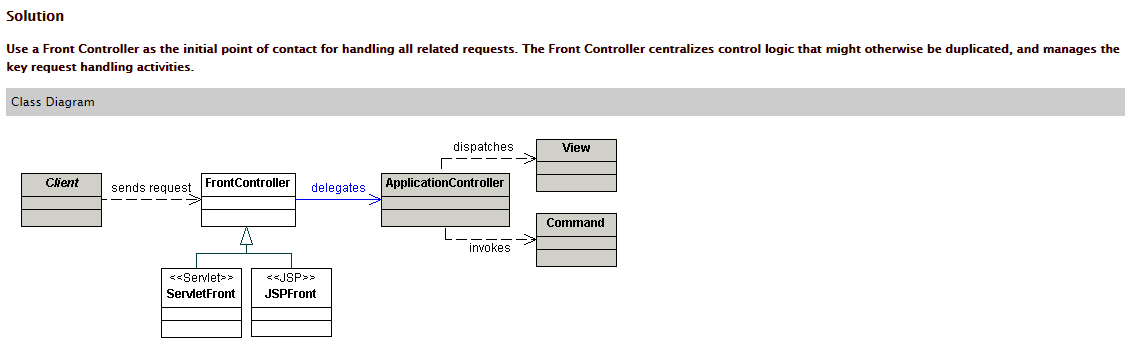 Solution
Use a Front Controller as the initial point of contact for handling all related requests. The Front Controller centralizes control logic that might otherwise be duplicated, and manages the
key request handling activities.
Class Diagram
dispatches
View
Client
sends request
FrontController
delegates
ApplicationController
Command
invokes
<<Servlet>>
ServletFront
<<JSP>>
JSPFront